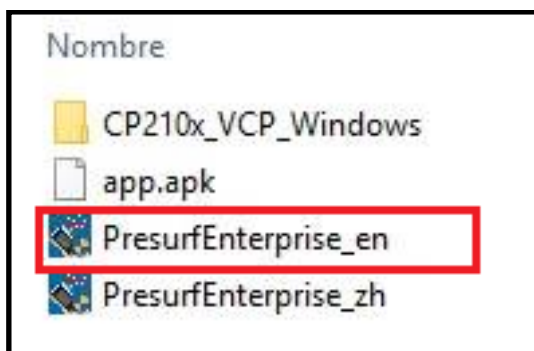 Nombre
CP210x_VCP_Windows
app.apk
PresurfEnterprise_en
PresurfEnterprise_zh